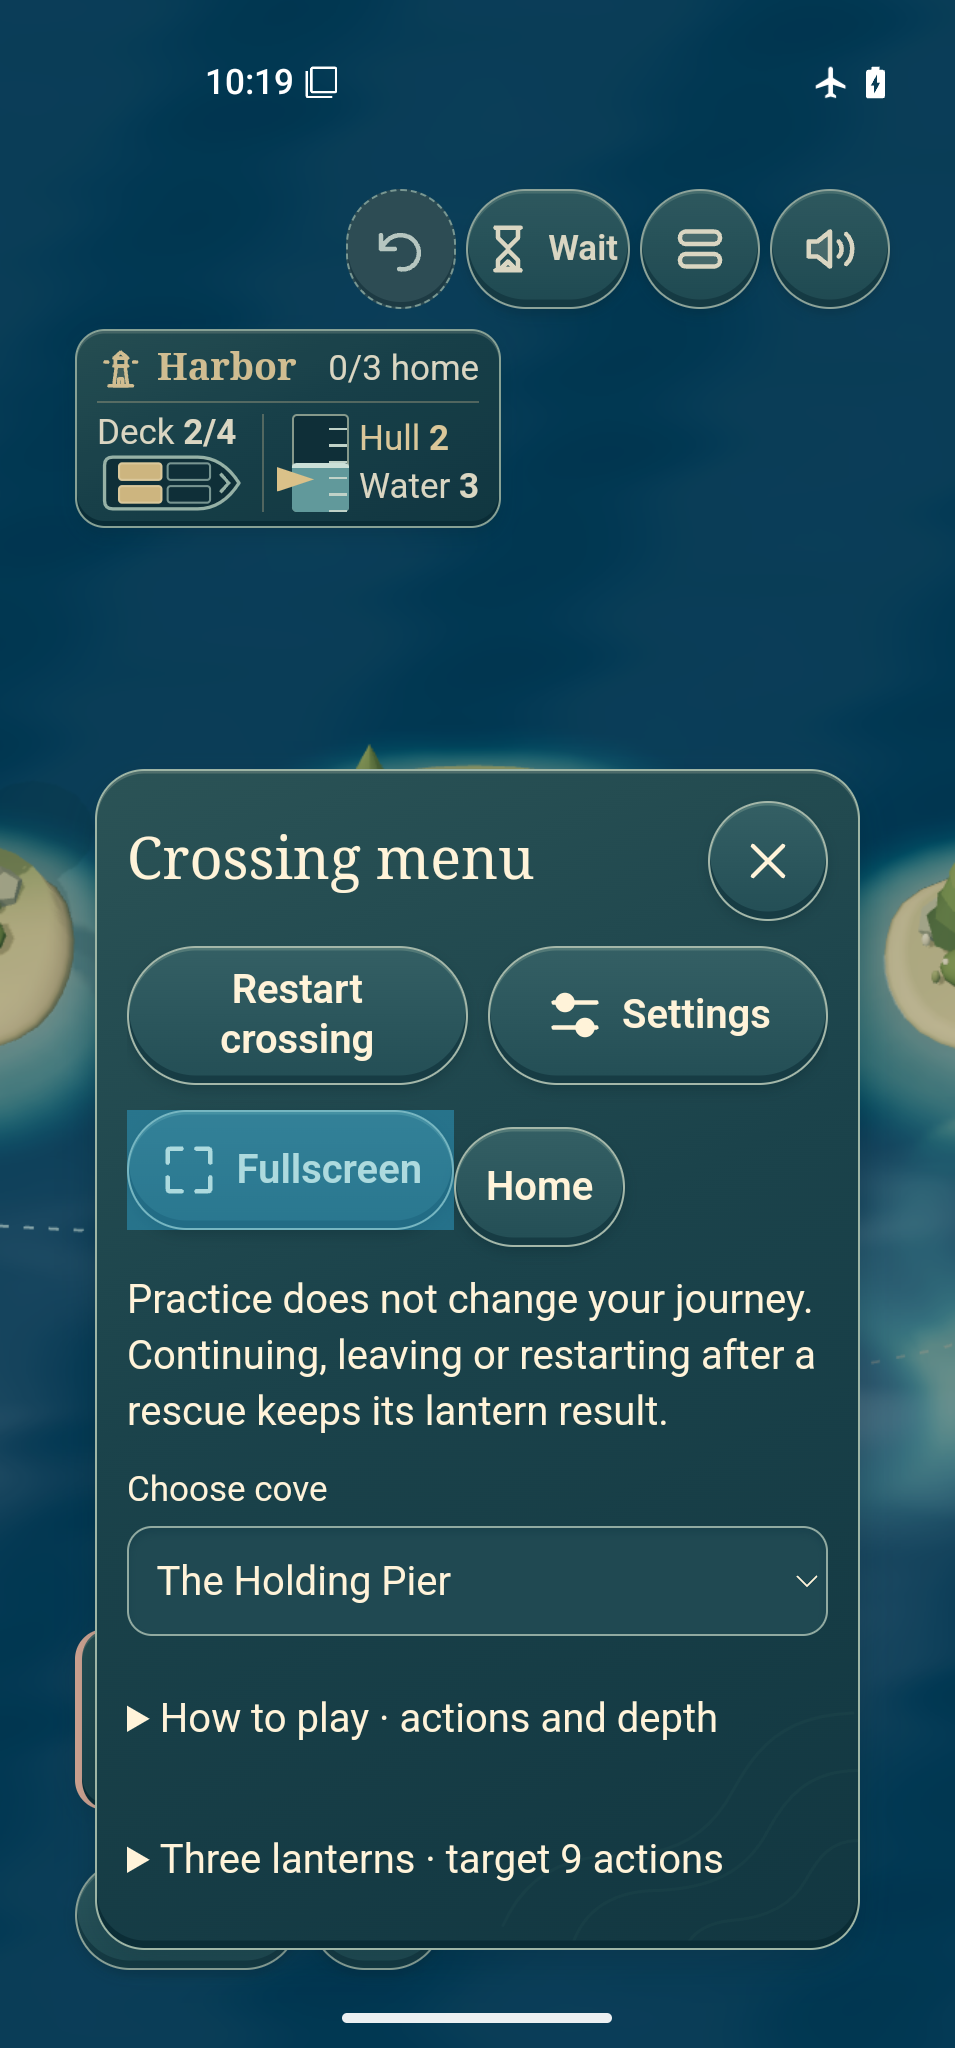 10:19
Wait
Harbor 0/3 home
Deck 2/4
Hull 2
Water 3
Crossing menu
Restart
crossing
Settings
Fullscreen
Home
Practice does not change your journey.
Continuing, leaving or restarting after a
rescue keeps its lantern result.
Choose cove
The Holding Pier
How to play · actions and depth
Three lanterns · target 9 actions